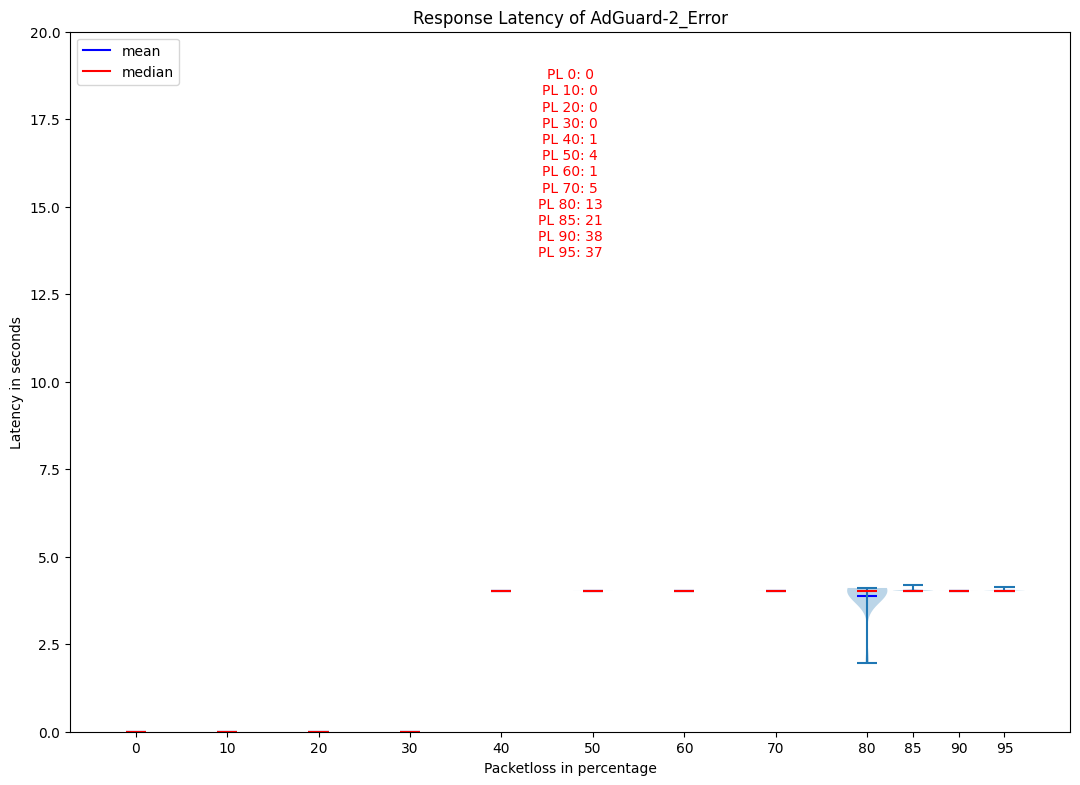 Response Latency of AdGuard-2_Error
mean
median
PL 0: 0
PL 10: 0
PL 20: 0
PL 30: 0
PL 40: 1
PL 50: 4
PL 60: 1
PL 70: 5
PL 80: 13
PL 85: 21
PL 90: 38
PL 95: 37
Latency in seconds
20.0
17.5
15.0
12.5
10.0
7.5
5.0
2.5
0.0
0 10 20 30 40 50 60 70 80 85 90 95
Packetloss in percentage